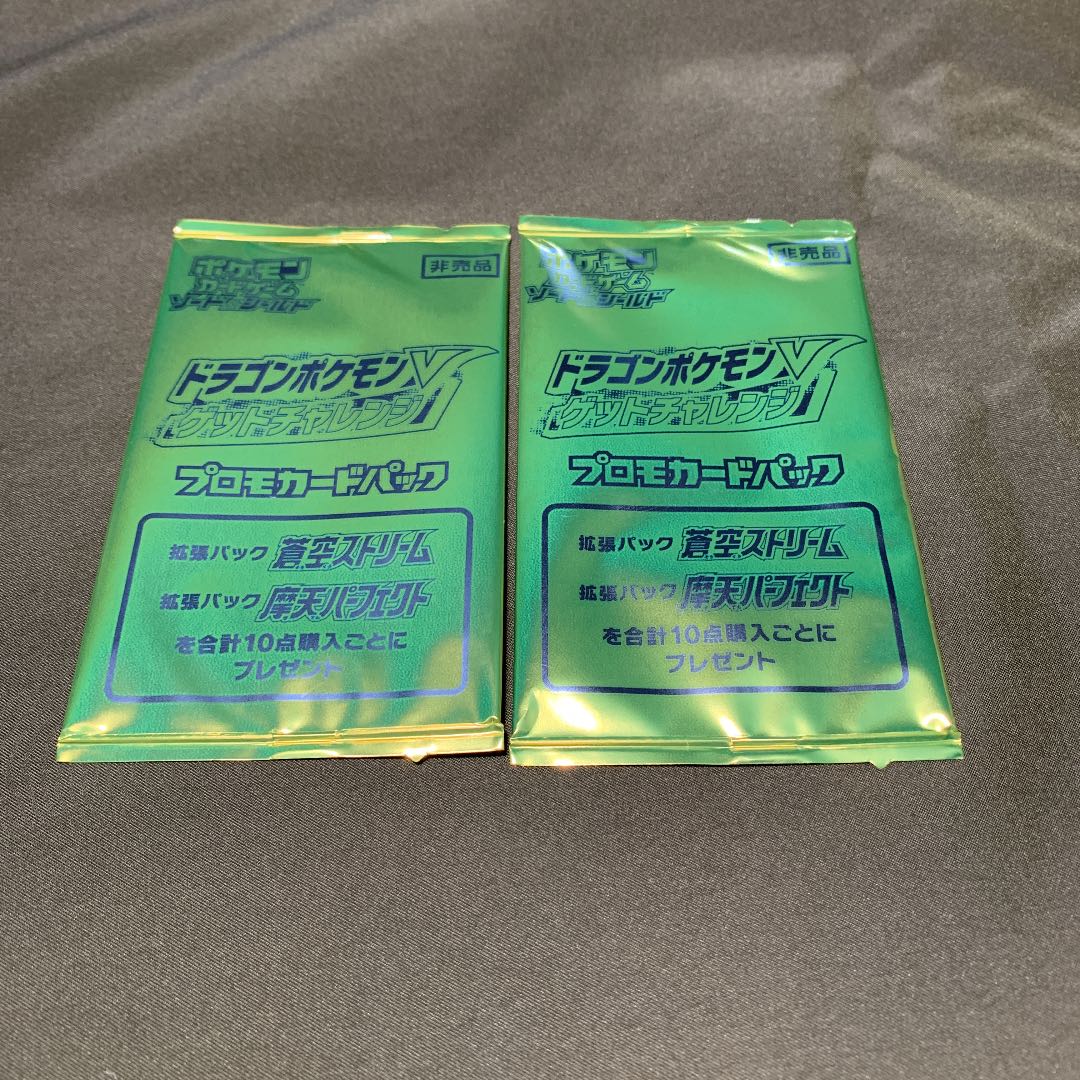 ポケモン
カードゲーム
ソード&シールド
非売品
ドラゴンポケモンV
ゲットチャレンジ
プロモカードパック
拡張パック 蒼空ストリーム
拡張パック 摩天パーフェクト
を合計10点購入ごとに
プレゼント
ポケモン
カードゲーム
ソード&シールド
非売品
ドラゴンポケモンV
ゲットチャレンジ
プロモカードパック
拡張パック 蒼空ストリーム
拡張パック 摩天パーフェクト
を合計10点購入ごとに
プレゼント